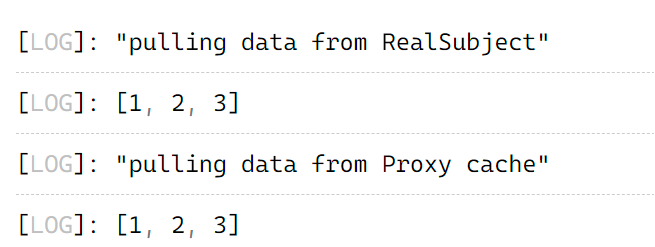 [LOG]: "pulling data from RealSubject"
[LOG]: [1, 2, 3]
[LOG]: "pulling data from Proxy cache"
[LOG]: [1, 2, 3]